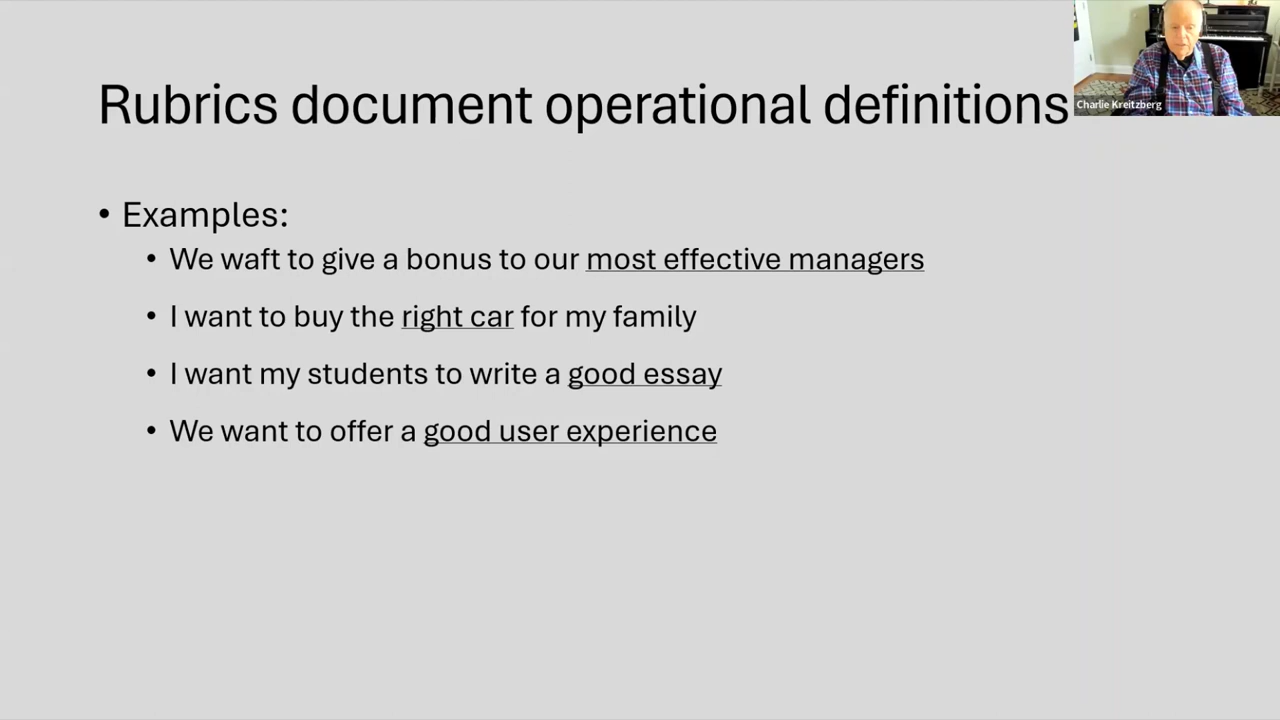 Rubrics document operational definitions
Charlie Kreitzberg
• Examples:
• We waft to give a bonus to our most effective managers
• I want to buy the right car for my family
• I want my students to write a good essay
• We want to offer a good user experience